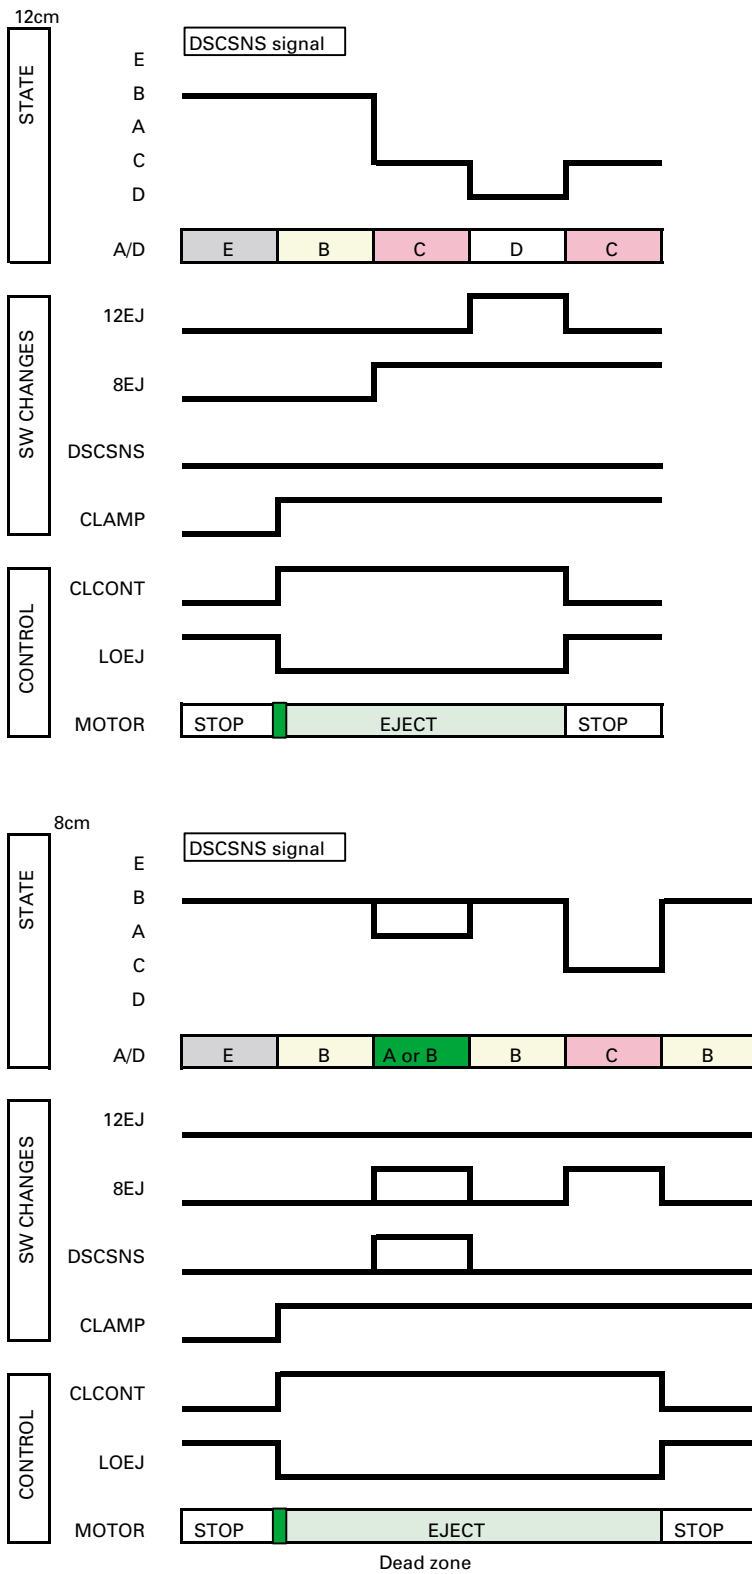 12cm
STATE
DSCSNS signal
E
B
A
C
D
A/D E B C D C
SW CHANGES
12EJ
8EJ
DSCSNS
CLAMP
CONTROL
CLCONT
LOEJ
MOTOR STOP EJECT STOP
8cm
STATE
DSCSNS signal
E
B
A
C
D
A/D E B A or B B C B
SW CHANGES
12EJ
8EJ
DSCSNS
CLAMP
CONTROL
CLCONT
LOEJ
MOTOR STOP EJECT STOP
Dead zone